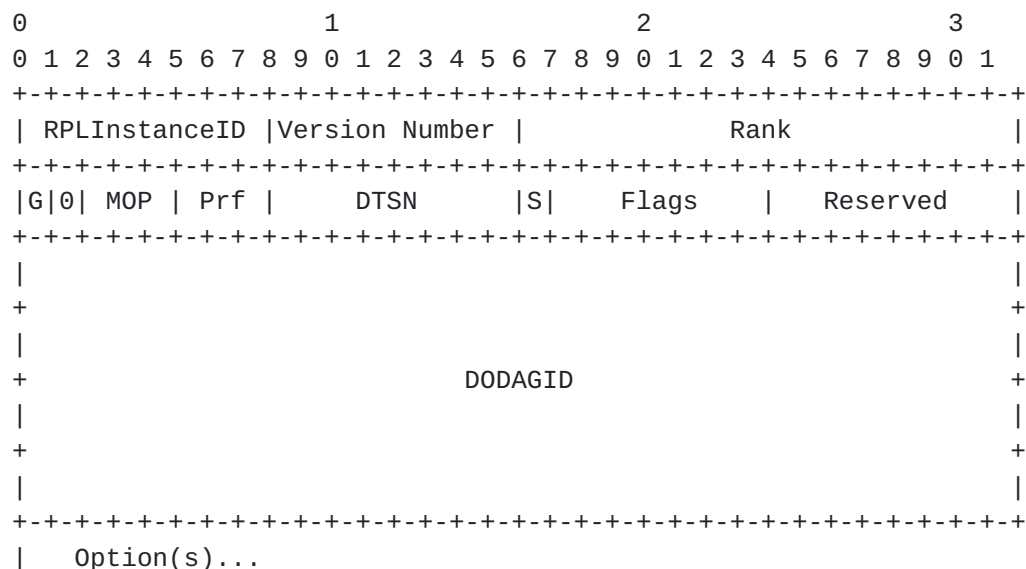 0                   1                   2                   3
0 1 2 3 4 5 6 7 8 9 0 1 2 3 4 5 6 7 8 9 0 1 2 3 4 5 6 7 8 9 0 1
+-+-+-+-+-+-+-+-+-+-+-+-+-+-+-+-+-+-+-+-+-+-+-+-+-+-+-+-+-+-+-+-+
| RPLInstanceID |Version Number |             Rank              |
+-+-+-+-+-+-+-+-+-+-+-+-+-+-+-+-+-+-+-+-+-+-+-+-+-+-+-+-+-+-+-+-+
|G|0| MOP | Prf |     DTSN      |S|    Flags    |   Reserved    |
+-+-+-+-+-+-+-+-+-+-+-+-+-+-+-+-+-+-+-+-+-+-+-+-+-+-+-+-+-+-+-+-+
|                                                               |
+                                                               +
|                                                               |
+                            DODAGID                            +
|                                                               |
+                                                               +
|                                                               |
+-+-+-+-+-+-+-+-+-+-+-+-+-+-+-+-+-+-+-+-+-+-+-+-+-+-+-+-+-+-+-+-+
|   Option(s)...